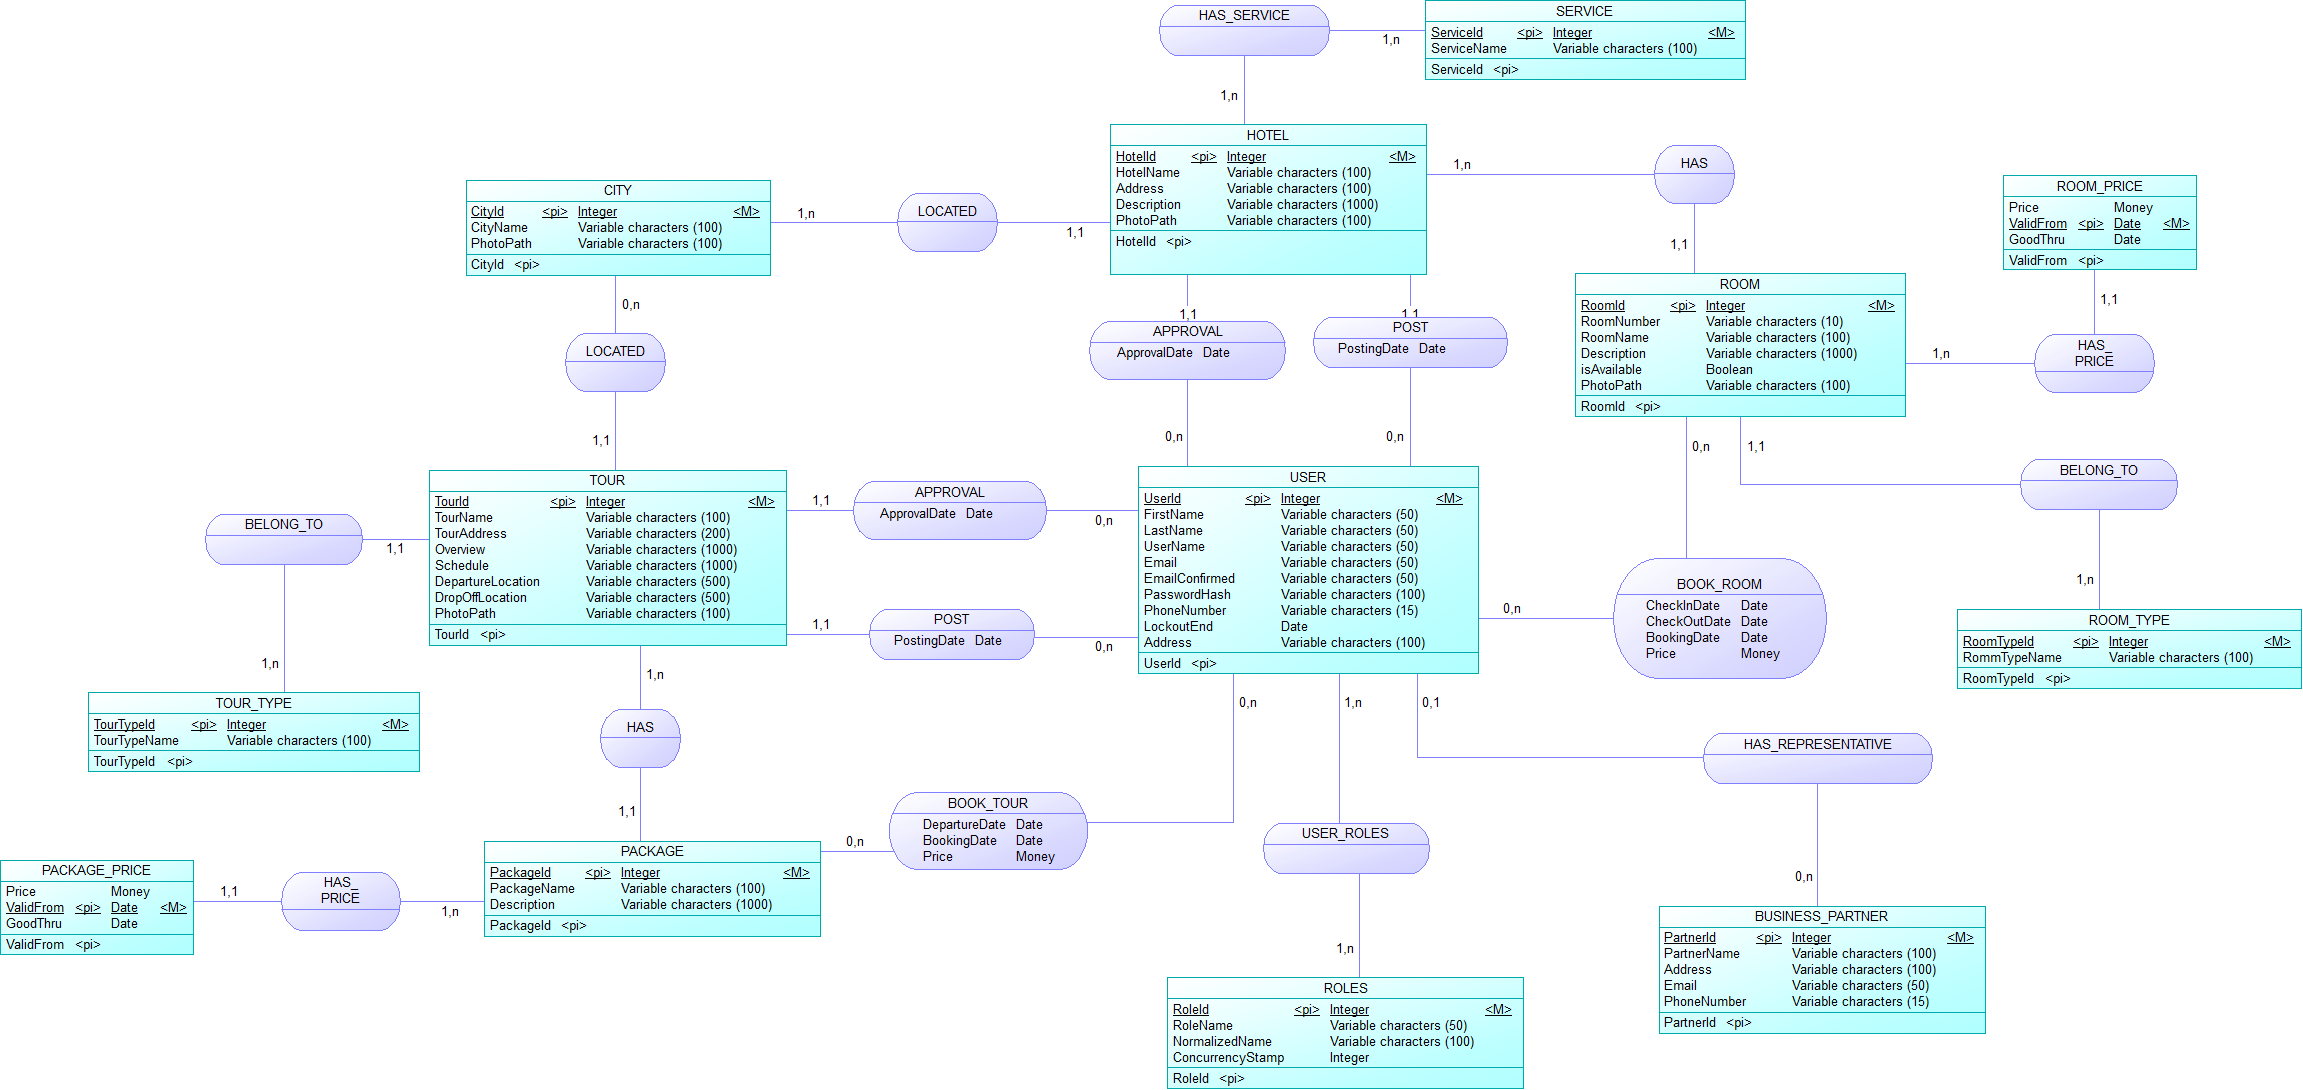 HAS_SERVICE
1,n
1,n
SERVICE
ServiceId <pi> Integer <M>
ServiceName Variable characters (100)
ServiceId <pi>
HOTEL
HotelId <pi> Integer <M>
HotelName Variable characters (100)
Address Variable characters (100)
Description Variable characters (1000)
PhotoPath Variable characters (100)
HotelId <pi>
1,n
HAS
1,1
CITY
CityId <pi> Integer <M>
CityName Variable characters (100)
PhotoPath Variable characters (100)
CityId <pi>
1,n
LOCATED
1,1
ROOM_PRICE
Price Money
ValidFrom <pi> Date <M>
GoodThru Date
ValidFrom <pi>
1,1
HAS_
PRICE
1,n
ROOM
RoomId <pi> Integer <M>
RoomNumber Variable characters (10)
RoomName Variable characters (100)
Description Variable characters (1000)
isAvailable Boolean
PhotoPath Variable characters (100)
RoomId <pi>
0,n
LOCATED
1,1
1,1
APPROVAL
ApprovalDate Date
0,n
1,1
POST
PostingDate Date
0,n
0,n
1,1
BELONG_TO
1,n
ROOM_TYPE
RoomTypeId <pi> Integer <M>
RommTypeName Variable characters (100)
RoomTypeId <pi>
TOUR
TourId <pi> Integer <M>
TourName Variable characters (100)
TourAddress Variable characters (200)
Overview Variable characters (1000)
Schedule Variable characters (1000)
DepartureLocation Variable characters (500)
DropOffLocation Variable characters (500)
PhotoPath Variable characters (100)
TourId <pi>
1,1
APPROVAL
ApprovalDate Date
0,n
1,1
POST
PostingDate Date
0,n
USER
UserId <pi> Integer <M>
FirstName Variable characters (50)
LastName Variable characters (50)
UserName Variable characters (50)
Email Variable characters (50)
EmailConfirmed Variable characters (50)
PasswordHash Variable characters (100)
PhoneNumber Variable characters (15)
LockoutEnd Date
Address Variable characters (100)
UserId <pi>
0,n
BOOK_ROOM
CheckInDate Date
CheckOutDate Date
BookingDate Date
Price Money
BELONG_TO
1,1
1,n
TOUR_TYPE
TourTypeId <pi> Integer <M>
TourTypeName Variable characters (100)
TourTypeId <pi>
1,n
HAS
1,1
0,n
1,n
0,1
HAS_REPRESENTATIVE
0,n
BOOK_TOUR
DepartureDate Date
BookingDate Date
Price Money
0,n
USER_ROLES
1,n
PACKAGE
PackageId <pi> Integer <M>
PackageName Variable characters (100)
Description Variable characters (1000)
PackageId <pi>
PACKAGE_PRICE
Price Money
ValidFrom <pi> Date <M>
GoodThru Date
ValidFrom <pi>
1,1
HAS_
PRICE
1,n
BUSINESS_PARTNER
PartnerId <pi> Integer <M>
PartnerName Variable characters (100)
Address Variable characters (100)
Email Variable characters (50)
PhoneNumber Variable characters (15)
PartnerId <pi>
ROLES
RoleId <pi> Integer <M>
RoleName Variable characters (50)
NormalizedName Variable characters (100)
ConcurrencyStamp Integer
RoleId <pi>